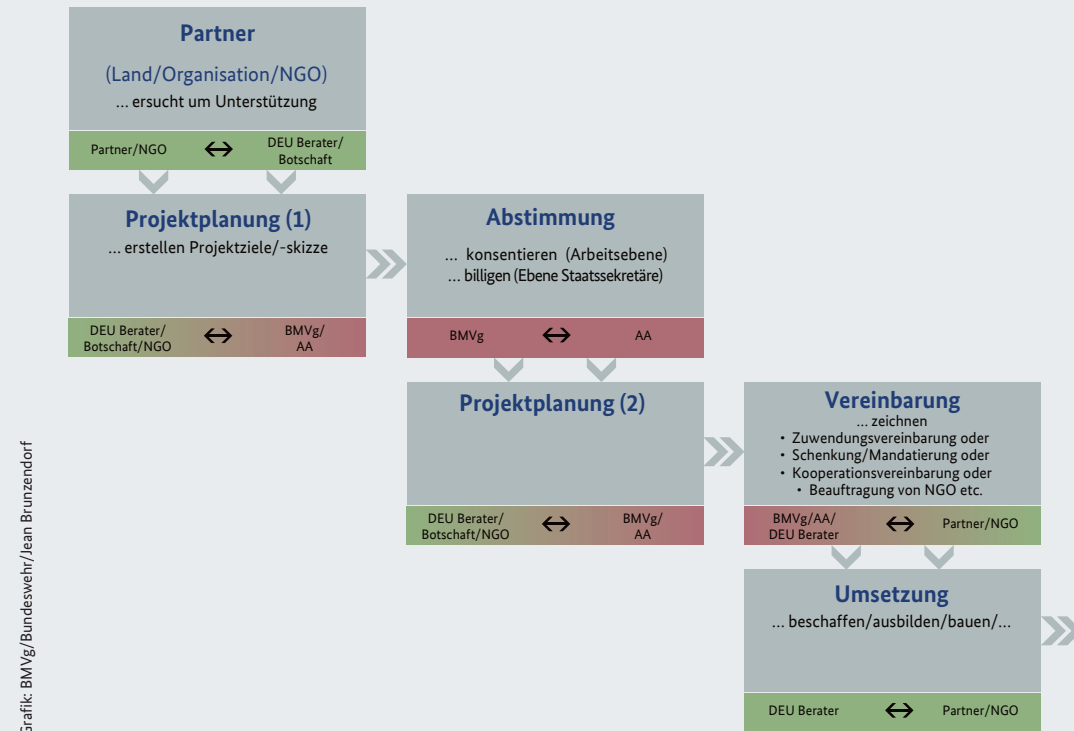 Partner
(Land/Organisation/NGO)
... ersucht um Unterstützung
Partner/NGO ↔ DEU Berater/
Botschaft
Projektplanung (1)
... erstellen Projektziele/-skizze
DEU Berater/
Botschaft/NGO ↔ BMVg/
AA
Abstimmung
... konsentieren (Arbeitsebene)
... billigen (Ebene Staatssekretäre)
BMVg ↔ AA
Projektplanung (2)
DEU Berater/
Botschaft/NGO ↔ BMVg/
AA
Vereinbarung
... zeichnen
• Zuwendungsvereinbarung oder
• Schenkung/Mandatierung oder
• Kooperationsvereinbarung oder
• Beauftragung von NGO etc.
BMVg/AA/
DEU Berater ↔ Partner/NGO
Umsetzung
... beschaffen/ausbilden/bauen/...
DEU Berater ↔ Partner/NGO
Grafik: BMVg/Bundeswehr/Jean Brunzendorf